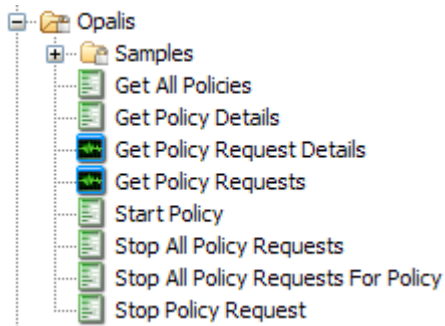 Opalis
Samples
Get All Policies
Get Policy Details
Get Policy Request Details
Get Policy Requests
Start Policy
Stop All Policy Requests
Stop All Policy Requests For Policy
Stop Policy Request